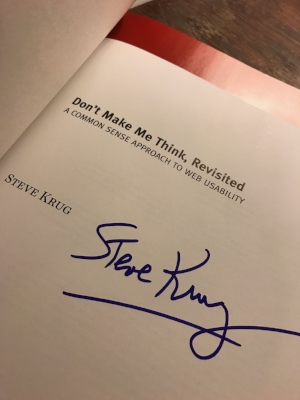 Don't Make Me Think, Revisited
A COMMON SENSE APPROACH TO WEB USABILITY
STEVE KRUG
Steve Krug